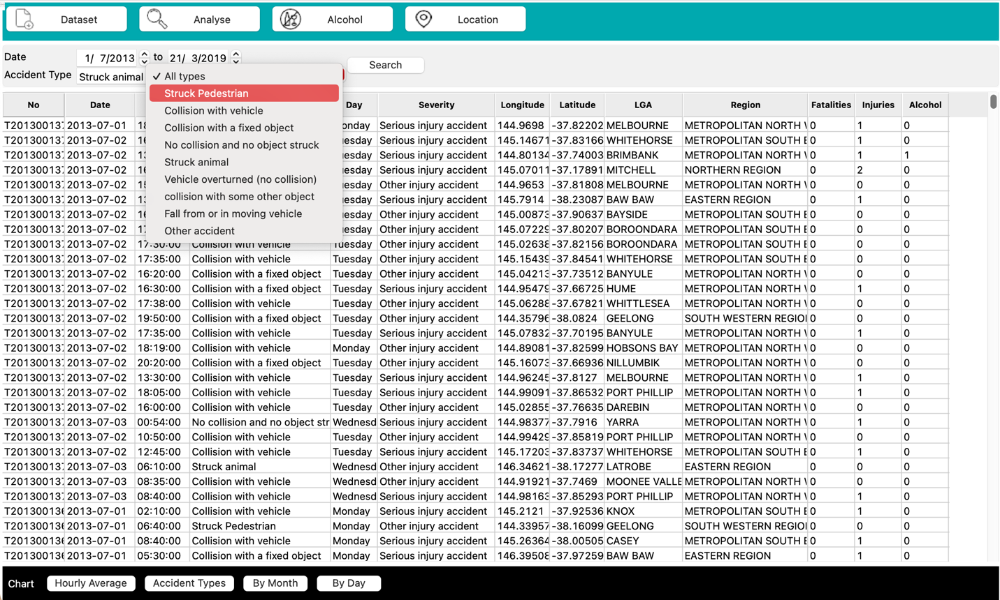 Dataset Analyse Alcohol Location
Date 1/ 7/2013 to 21/ 3/2019
Search
Accident Type Struck animal
✓ All types
Struck Pedestrian
Collision with vehicle
Collision with a fixed object
No collision and no object struck
Struck animal
Vehicle overturned (no collision)
collision with some other object
Fall from or in moving vehicle
Other accident
No Date Day Severity Longitude Latitude LGA Region Fatalities Injuries Alcohol
T20130013 2013-07-01 18 onday Serious injury accident 144.9698 -37.82202 MELBOURNE METROPOLITAN NORTH 0 1 0
T20130013 2013-07-02 16 uesday Serious injury accident 145.14671 -37.83166 WHITEHORSE METROPOLITAN SOUTH E 0 1 0
T20130013 2013-07-02 13 uesday Serious injury accident 144.80134 -37.74003 BRIMBANK METROPOLITAN NORTH 0 1 1
T20130013 2013-07-02 16 uesday Serious injury accident 145.07011 -37.17891 MITCHELL NORTHERN REGION 0 2 0
T20130013 2013-07-02 15 uesday Other injury accident 144.9653 -37.81808 MELBOURNE METROPOLITAN NORTH 0 0 0
T20130013 2013-07-02 13 uesday Serious injury accident 145.7914 -38.23087 BAW BAW EASTERN REGION 0 1 0
T20130013 2013-07-02 16 uesday Other injury accident 145.00873 -37.90637 BAYSIDE METROPOLITAN SOUTH E 0 0 0
T20130013 2013-07-02 17 uesday Other injury accident 145.07229 -37.80207 BOROONDARA METROPOLITAN SOUTH E 0 0 0
T20130013 2013-07-02 17:30:00 Collision with vehicle Tuesday Other injury accident 145.02638 -37.82156 BOROONDARA METROPOLITAN SOUTH E 0 0 0
T20130013 2013-07-02 17:35:00 Collision with vehicle Tuesday Other injury accident 145.15439 -37.84541 WHITEHORSE METROPOLITAN SOUTH E 0 0 0
T20130013 2013-07-02 16:20:00 Collision with a fixed object Tuesday Other injury accident 145.04213 -37.73512 BANYULE METROPOLITAN NORTH 0 0 0
T20130013 2013-07-02 16:30:00 Collision with a fixed object Tuesday Serious injury accident 144.95479 -37.66725 HUME METROPOLITAN NORTH 0 1 0
T20130013 2013-07-02 17:38:00 Collision with vehicle Tuesday Other injury accident 145.06288 -37.67821 WHITTLESEA METROPOLITAN NORTH 0 0 0
T20130013 2013-07-02 19:50:00 Collision with a fixed object Tuesday Other injury accident 144.35796 -38.0824 GEELONG SOUTH WESTERN REGIO 0 0 0
T20130013 2013-07-02 17:35:00 Collision with vehicle Tuesday Serious injury accident 145.07832 -37.70195 BANYULE METROPOLITAN NORTH 0 1 0
T20130013 2013-07-02 18:19:00 Collision with vehicle Monday Other injury accident 144.89081 -37.82599 HOBSONS BAY METROPOLITAN NORTH 0 0 0
T20130013 2013-07-02 20:20:00 Collision with a fixed object Tuesday Other injury accident 145.16073 -37.66936 NILLUMBIK METROPOLITAN NORTH 0 0 0
T20130013 2013-07-02 13:30:00 Collision with vehicle Tuesday Serious injury accident 144.96245 -37.8127 MELBOURNE METROPOLITAN NORTH 0 1 0
T20130013 2013-07-02 18:05:00 Collision with vehicle Tuesday Serious injury accident 144.99091 -37.86532 PORT PHILLIP METROPOLITAN NORTH 0 1 0
T20130013 2013-07-02 16:00:00 Collision with vehicle Tuesday Other injury accident 145.02855 -37.76635 DAREBIN METROPOLITAN NORTH 0 0 0
T20130013 2013-07-03 00:54:00 No collision and no object str Wednesd Serious injury accident 144.98377 -37.7916 YARRA METROPOLITAN NORTH 0 1 0
T20130013 2013-07-02 10:50:00 Collision with vehicle Tuesday Other injury accident 144.99429 -37.85819 PORT PHILLIP METROPOLITAN NORTH 0 0 0
T20130013 2013-07-02 12:45:00 Collision with vehicle Tuesday Serious injury accident 145.17203 -37.83737 WHITEHORSE METROPOLITAN SOUTH E 0 1 0
T20130013 2013-07-03 06:10:00 Struck animal Wednesd Other injury accident 146.34621 -38.17277 LATROBE EASTERN REGION 0 0 0
T20130013 2013-07-03 08:35:00 Collision with vehicle Wednesd Other injury accident 144.91921 -37.7469 MOONEE VALLE METROPOLITAN NORTH 0 0 0
T20130013 2013-07-03 08:40:00 Collision with vehicle Wednesd Serious injury accident 144.98163 -37.85293 PORT PHILLIP METROPOLITAN NORTH 0 1 0
T20130013 2013-07-01 02:10:00 Collision with vehicle Monday Serious injury accident 145.2121 -37.92536 KNOX METROPOLITAN SOUTH E 0 1 0
T20130013 2013-07-01 06:40:00 Struck Pedestrian Monday Other injury accident 144.33957 -38.16099 GEELONG SOUTH WESTERN REGIO 0 0 0
T20130013 2013-07-01 08:40:00 Collision with vehicle Monday Serious injury accident 145.26364 -38.00505 CASEY METROPOLITAN SOUTH E 0 1 0
T20130013 2013-07-01 05:30:00 Collision with a fixed object Monday Serious injury accident 146.39508 -37.97259 BAW BAW EASTERN REGION 0 1 0
Chart Hourly Average Accident Types By Month By Day